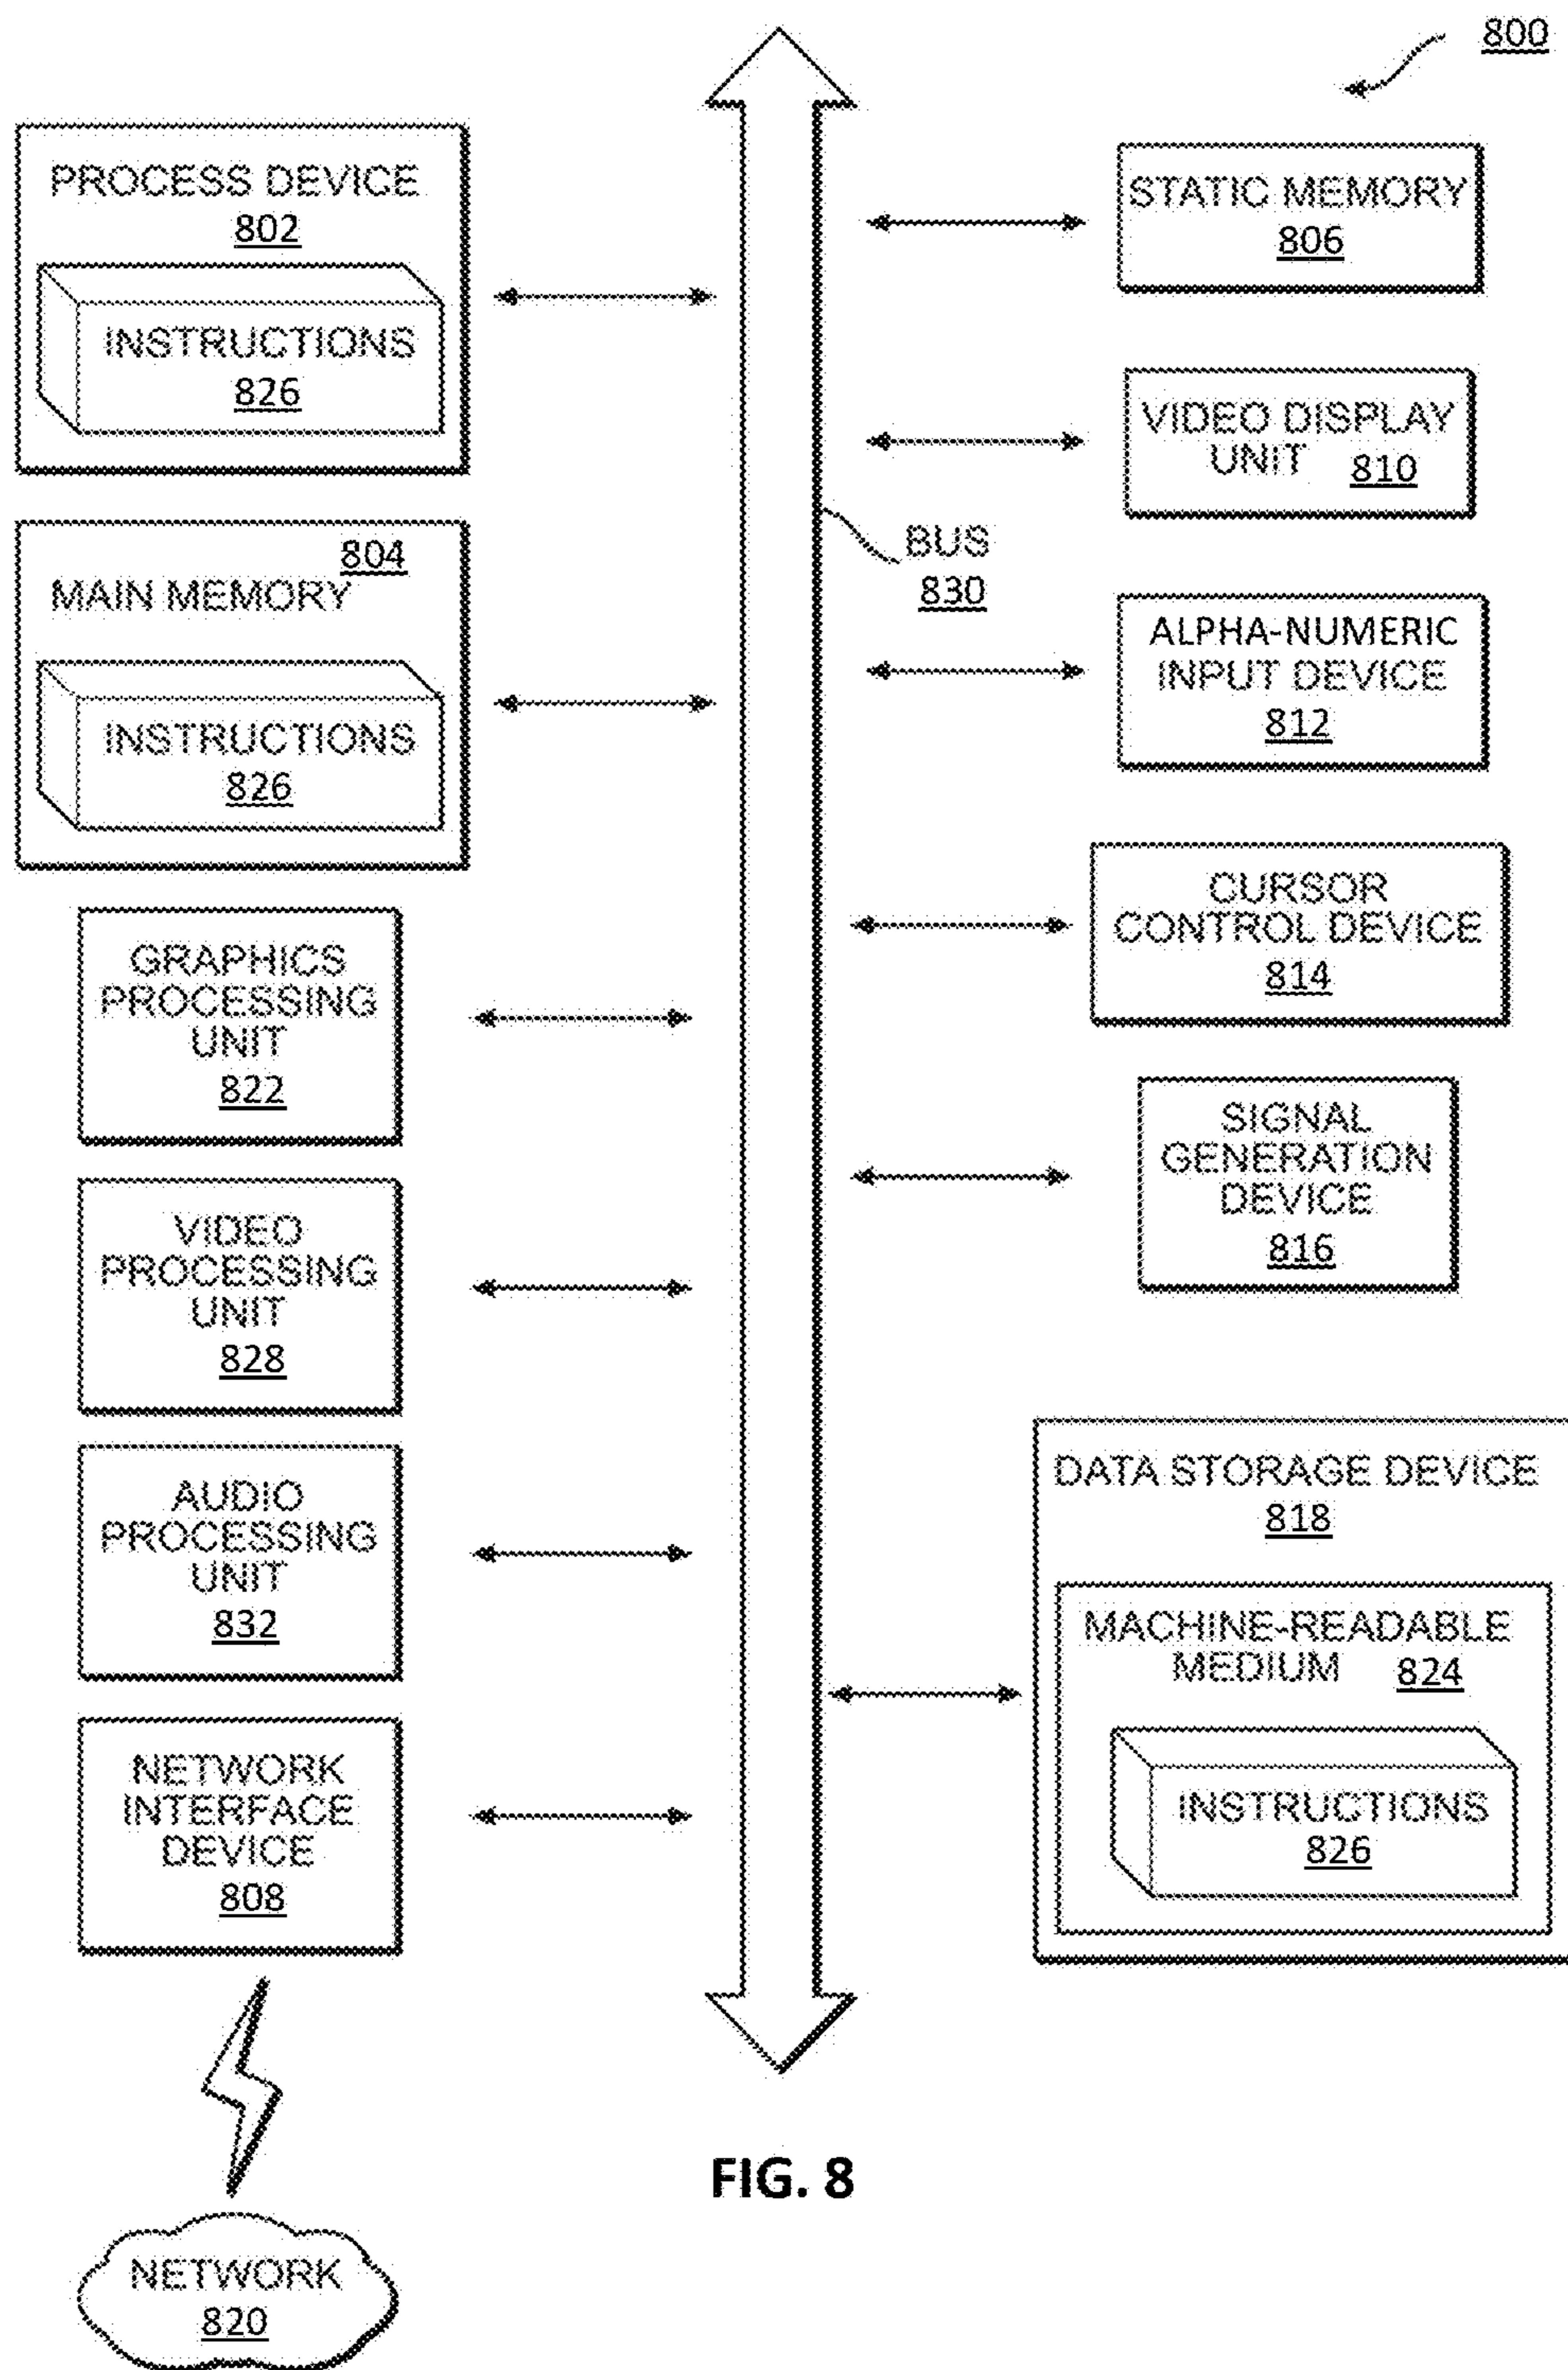 800
PROCESS DEVICE
802
INSTRUCTIONS
826
804
MAIN MEMORY
INSTRUCTIONS
826
GRAPHICS
PROCESSING
UNIT
822
VIDEO
PROCESSING
UNIT
828
AUDIO
PROCESSING
UNIT
832
NETWORK
INTERFACE
DEVICE
808
NETWORK
820
BUS
830
STATIC MEMORY
806
VIDEO DISPLAY
UNIT 810
ALPHA-NUMERIC
INPUT DEVICE
812
CURSOR
CONTROL DEVICE
814
SIGNAL
GENERATION
DEVICE
816
DATA STORAGE DEVICE
818
MACHINE-READABLE
MEDIUM 824
INSTRUCTIONS
826
FIG. 8